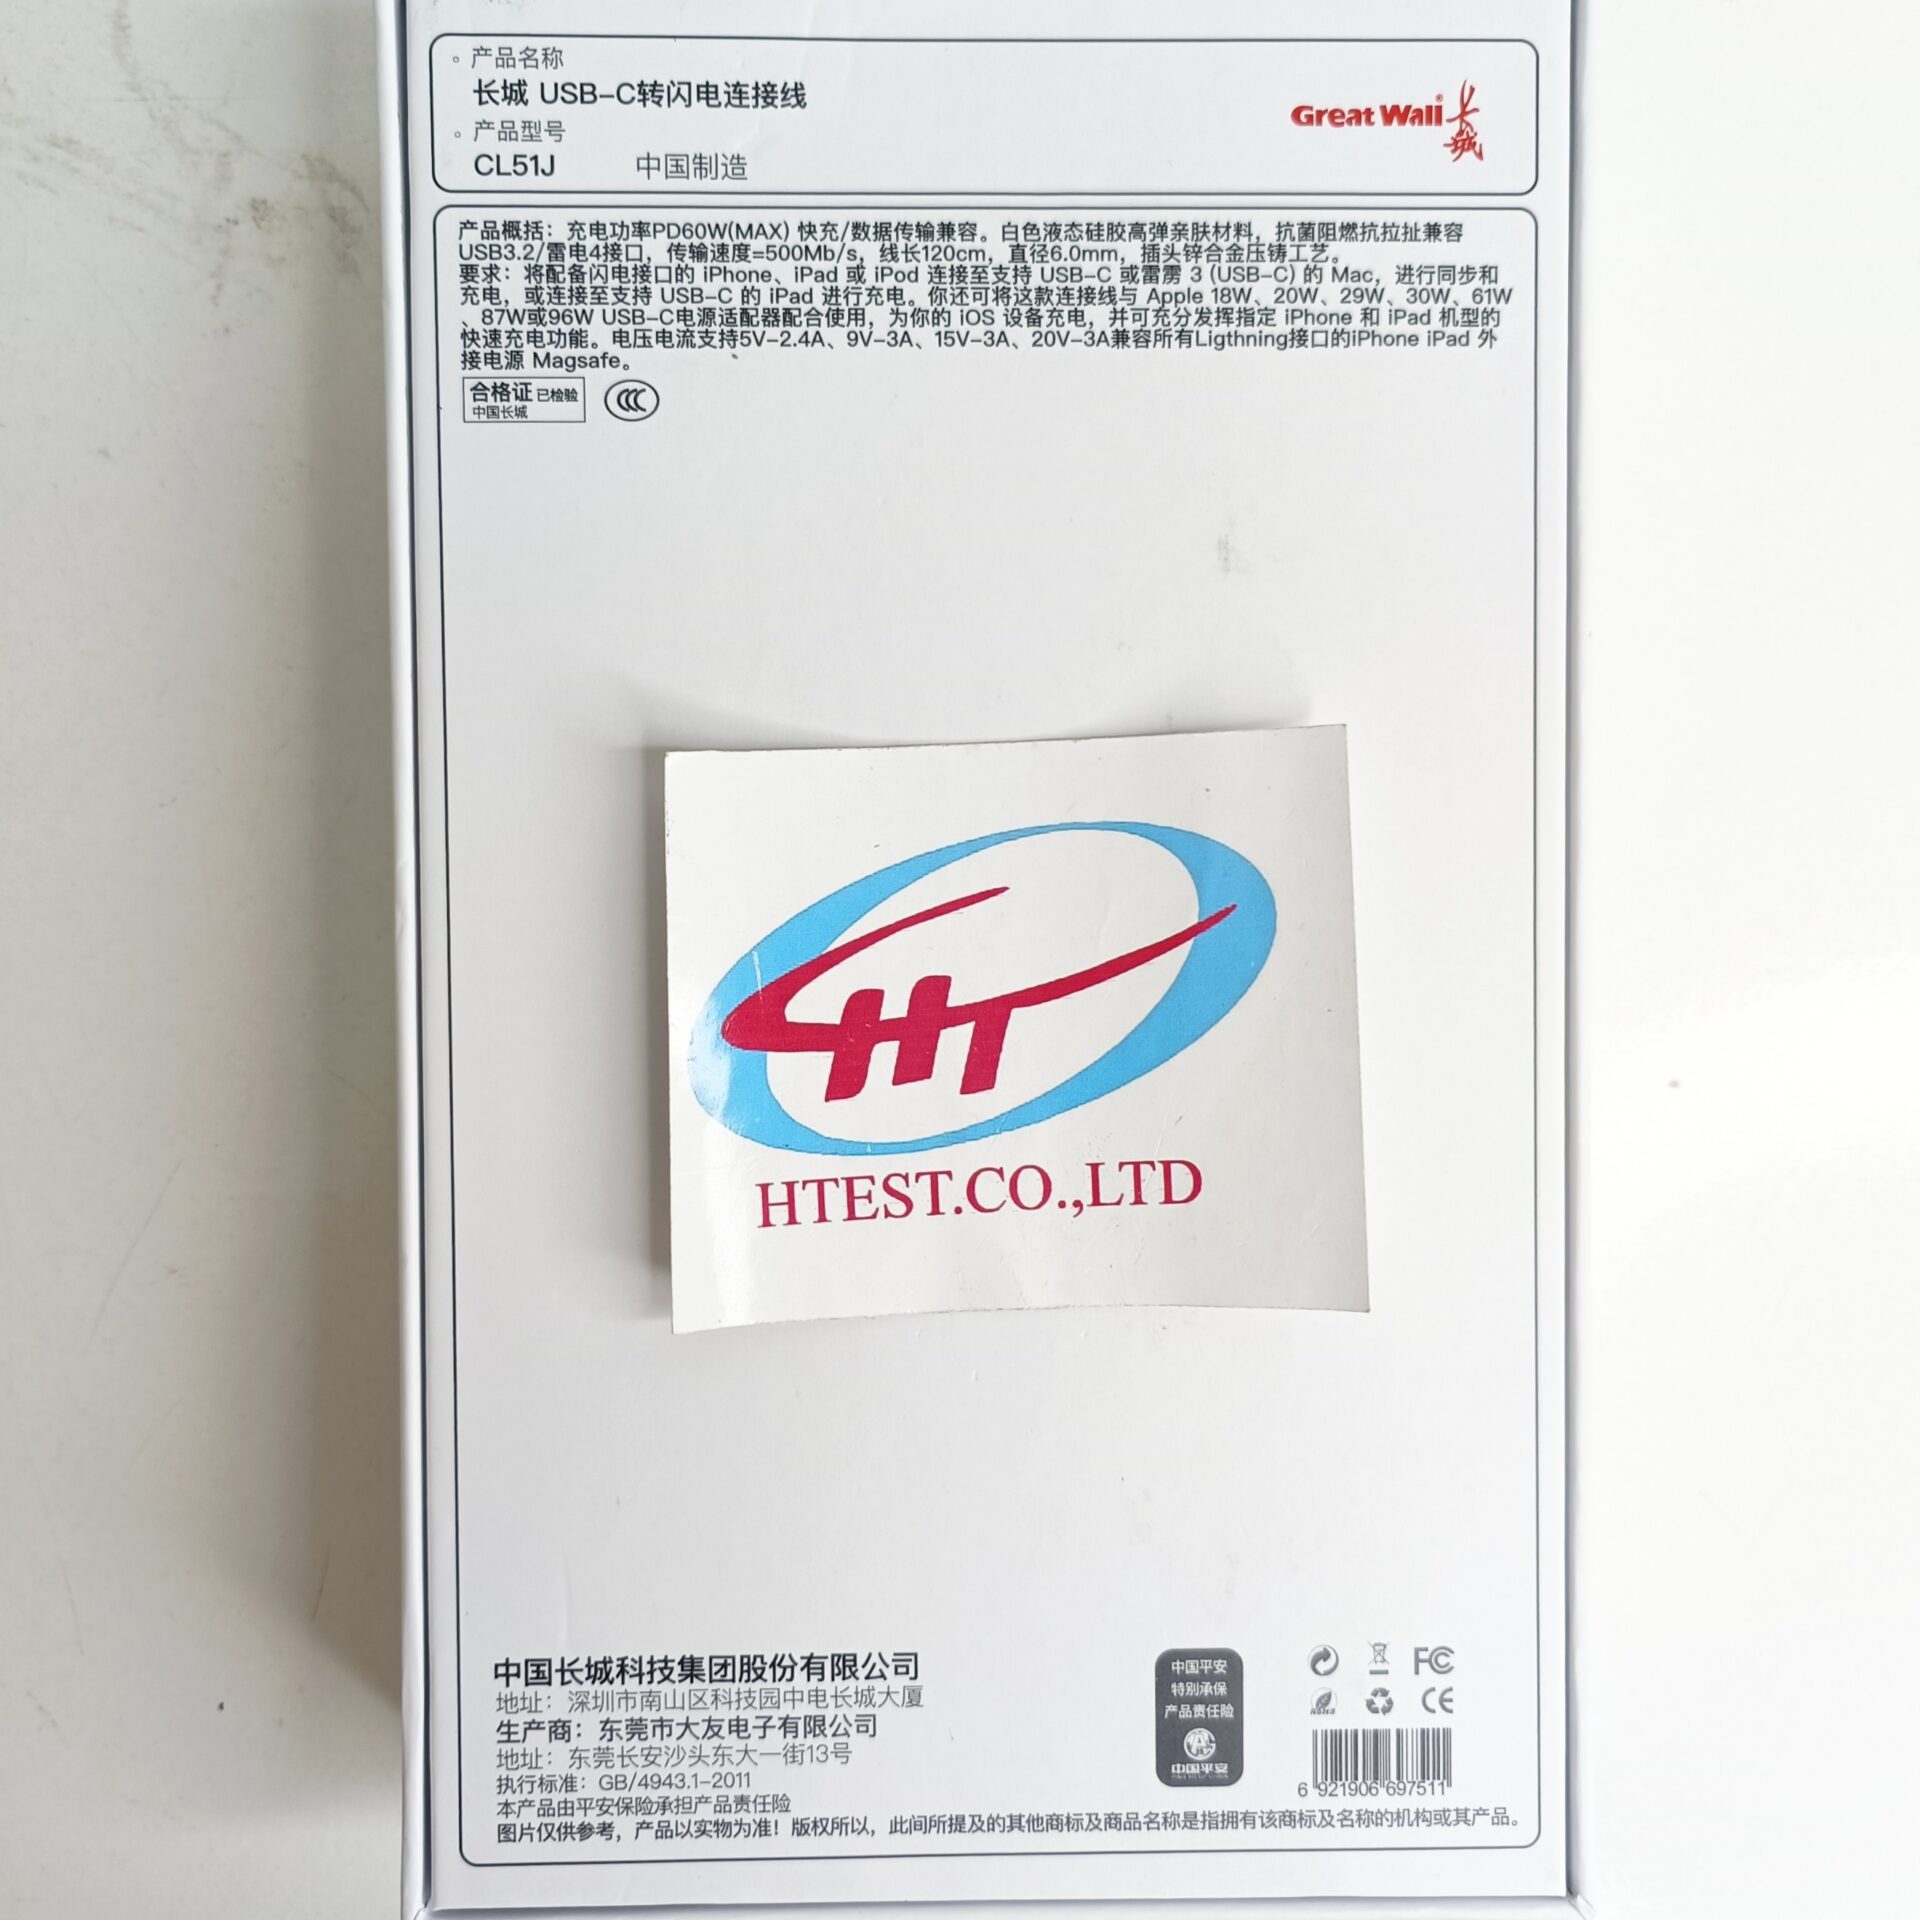 产品名称
长城 USB-C转闪电连接线
产品型号
CL51J 中国制造
Great Wall® 长城
产品概括：充电功率PD60W(MAX) 快充/数据传输兼容。白色液态硅胶高弹亲肤材料，抗菌阻燃抗拉扯兼容
USB3.2/雷电4接口，传输速度=500Mb/s，线长120cm，直径6.0mm，插头锌合金压铸工艺。
要求：将配备闪电接口的 iPhone、iPad 或 iPod 连接至支持 USB-C 或雷雳 3 (USB-C) 的 Mac，进行同步和
充电，或连接至支持 USB-C 的 iPad 进行充电。你还可将这款连接线与 Apple 18W、20W、29W、30W、61W
、87W或96W USB-C电源适配器配合使用，为你的 iOS 设备充电，并可充分发挥指定 iPhone 和 iPad 机型的
快速充电功能。电压电流支持5V-2.4A、9V-3A、15V-3A、20V-3A兼容所有Ligthning接口的iPhone iPad 外
接电源 Magsafe。
合格证 已检验
中国长城
CCC
HT
HTEST.CO.,LTD
中国长城科技集团股份有限公司
地址：深圳市南山区科技园中电长城大厦
生产商：东莞市大友电子有限公司
地址：东莞长安沙头东大一街13号
执行标准：GB/4943.1-2011
本产品由平安保险承担产品责任险
图片仅供参考，产品以实物为准！版权所以，此间所提及的其他商标及商品名称是指拥有该商标及名称的机构或其产品。
中国平安
特别承保
产品责任险
中国平安
FC
RoHS CE
6 921906 697511